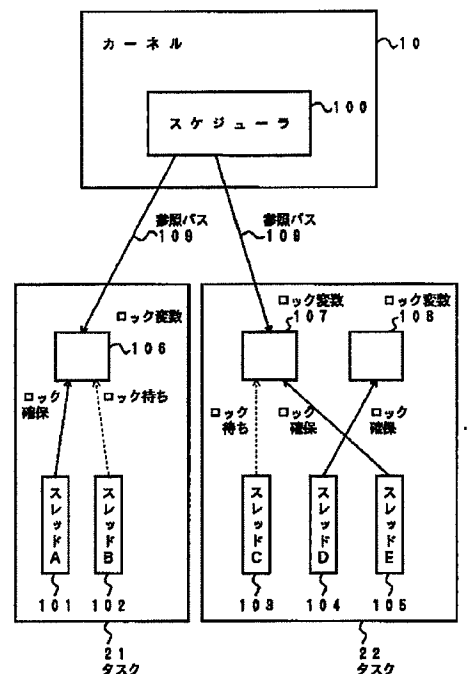 カーネル
10
スケジューラ
100
参照パス
109
参照パス
109
ロック変数
106
ロック変数
107
ロック変数
108
ロック
確保
ロック待ち
ロック
待ち
ロック
確保
ロック
確保
スレッドA
スレッドB
スレッドC
スレッドD
スレッドE
101
102
103
104
105
21
タスク
22
タスク